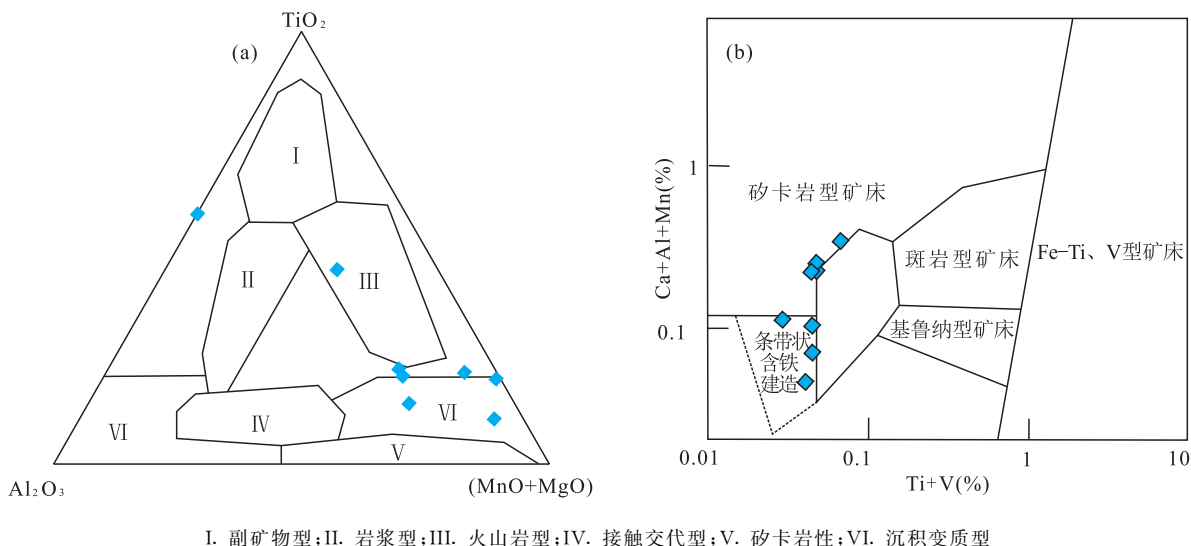 TiO₂
(a)
I
II
III
IV
V
VI
VI
Al₂O₃
(MnO+MgO)
(b)
Ca+Al+Mn(%)
1
0.1
矽卡岩型矿床
斑岩型矿床
Fe-Ti、V型矿床
基鲁纳型矿床
条带状
含铁
建造
0.01
0.1
1
10
Ti+V(%)
I. 副矿物型;II. 岩浆型;III. 火山岩型;IV. 接触交代型;V. 矽卡岩性;VI. 沉积变质型